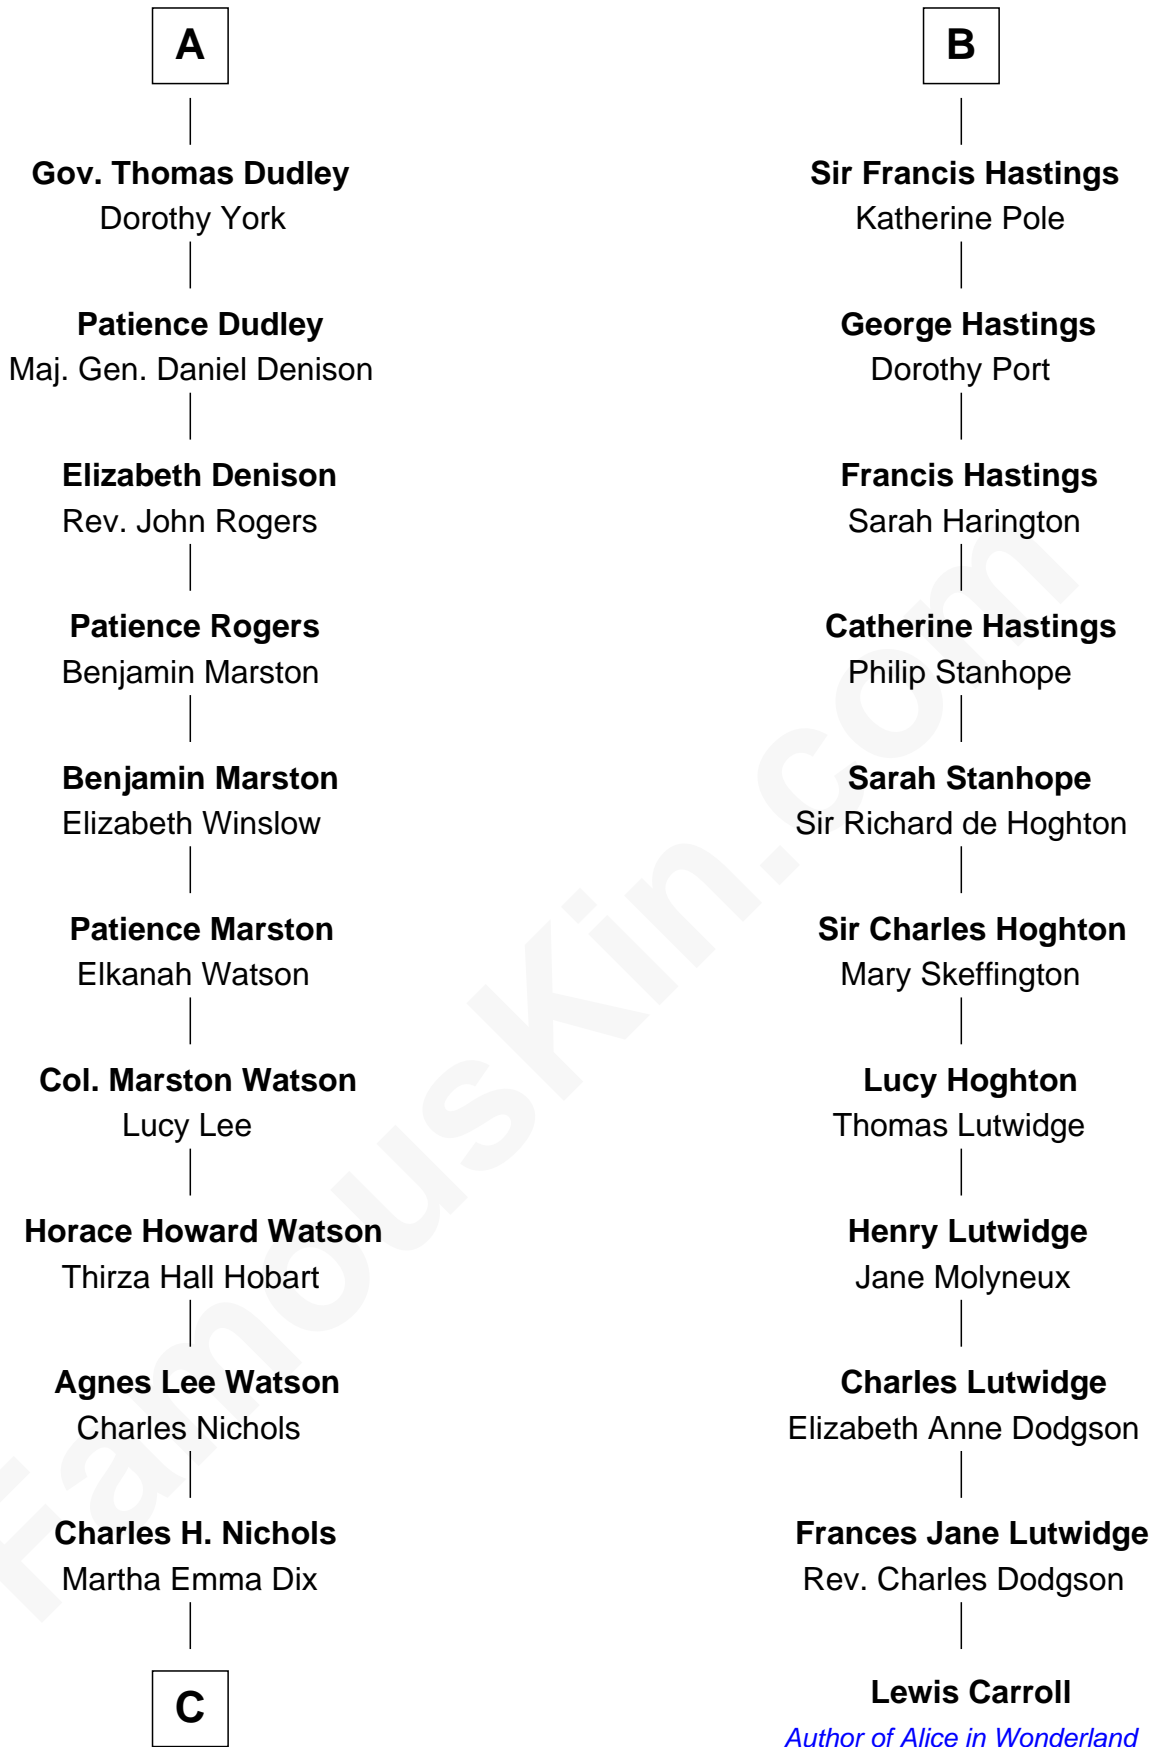 A
Gov. Thomas Dudley
Dorothy York
Patience Dudley
Maj. Gen. Daniel Denison
Elizabeth Denison
Rev. John Rogers
Patience Rogers
Benjamin Marston
Benjamin Marston
Elizabeth Winslow
Patience Marston
Elkanah Watson
Col. Marston Watson
Lucy Lee
Horace Howard Watson
Thirza Hall Hobart
Agnes Lee Watson
Charles Nichols
Charles H. Nichols
Martha Emma Dix
C
B
Sir Francis Hastings
Katherine Pole
George Hastings
Dorothy Port
Francis Hastings
Sarah Harington
Catherine Hastings
Philip Stanhope
Sarah Stanhope
Sir Richard de Hoghton
Sir Charles Hoghton
Mary Skeffington
Lucy Hoghton
Thomas Lutwidge
Henry Lutwidge
Jane Molyneux
Charles Lutwidge
Elizabeth Anne Dodgson
Frances Jane Lutwidge
Rev. Charles Dodgson
Lewis Carroll
Author of Alice in Wonderland
FamousKin.com